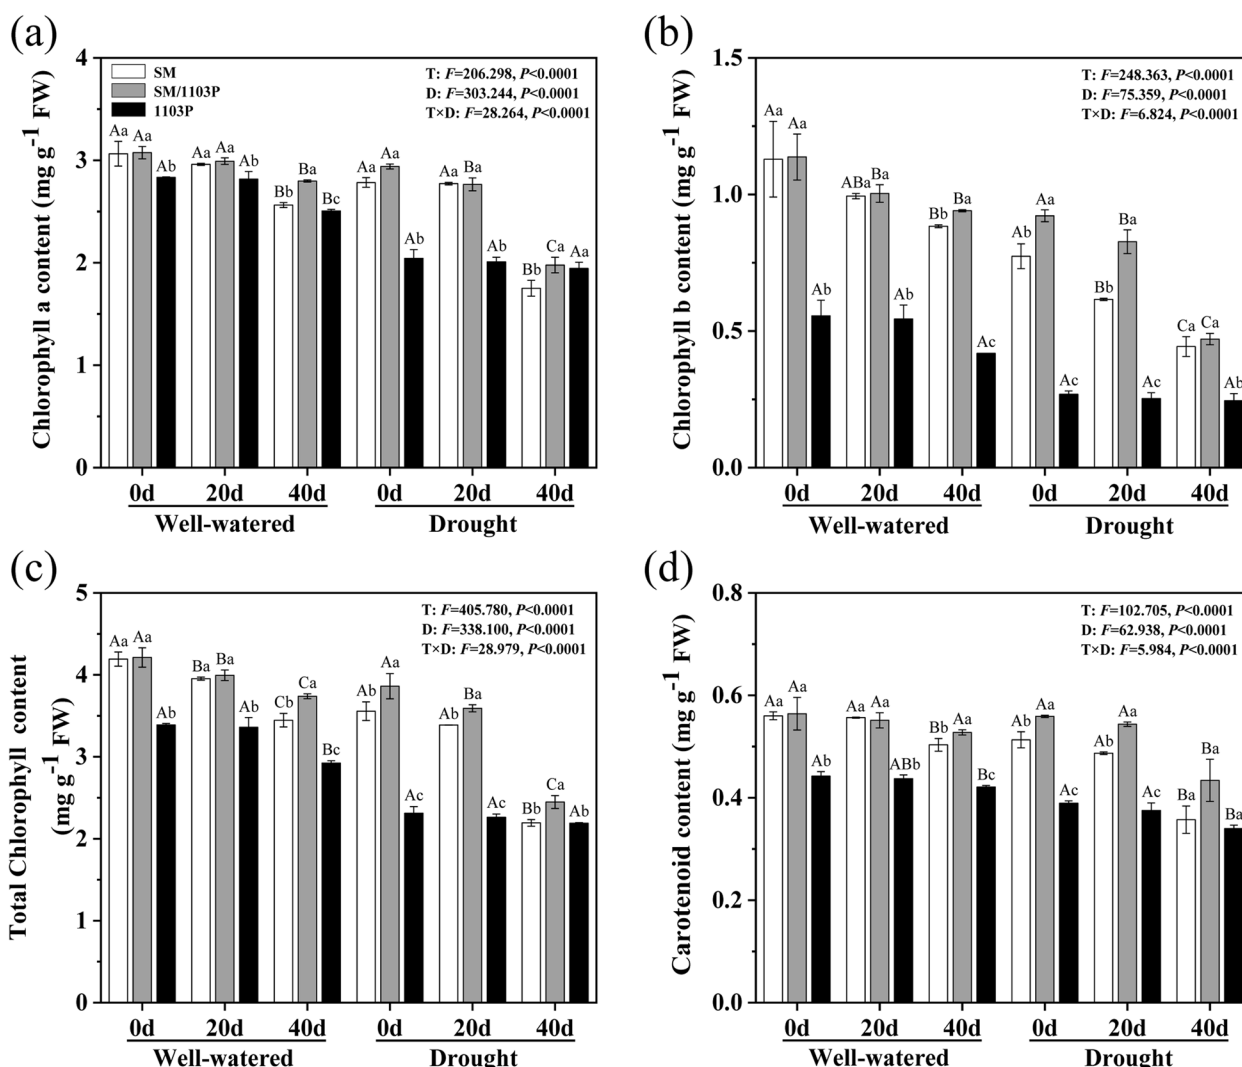 (a)
Chlorophyll a content (mg g-1 FW)
4
3
2
1
0
SM
SM/1103P
1103P
T: F=206.298, P<0.0001
D: F=303.244, P<0.0001
T×D: F=28.264, P<0.0001
Aa Aa Ab Aa Aa Ab Bb Ba Bc Aa Aa Ab Aa Ba Ab Bb Ca Aa
0d 20d 40d 0d 20d 40d
Well-watered Drought
(b)
Chlorophyll b content (mg g-1 FW)
1.5
1.0
0.5
0.0
T: F=248.363, P<0.0001
D: F=75.359, P<0.0001
T×D: F=6.824, P<0.0001
Aa Aa Ab ABa Ba Ab Bb Ba Ac Ab Aa Ac Bb Ba Ac Ca Ca Ab
0d 20d 40d 0d 20d 40d
Well-watered Drought
(c)
Total Chlorophyll content
(mg g-1 FW)
5
4
3
2
1
0
T: F=405.780, P<0.0001
D: F=338.100, P<0.0001
T×D: F=28.979, P<0.0001
Aa Aa Ab Ba Ba Ab Cb Ca Bc Ab Aa Ac Ab Ba Ac Bb Ca Ab
0d 20d 40d 0d 20d 40d
Well-watered Drought
(d)
Carotenoid content (mg g-1 FW)
0.8
0.6
0.4
0.2
0.0
T: F=102.705, P<0.0001
D: F=62.938, P<0.0001
T×D: F=5.984, P<0.0001
Aa Aa Ab Aa Aa ABb Bb Aa Bc Ab Aa Ac Ab Aa Ac Ba Ba Ba
0d 20d 40d 0d 20d 40d
Well-watered Drought